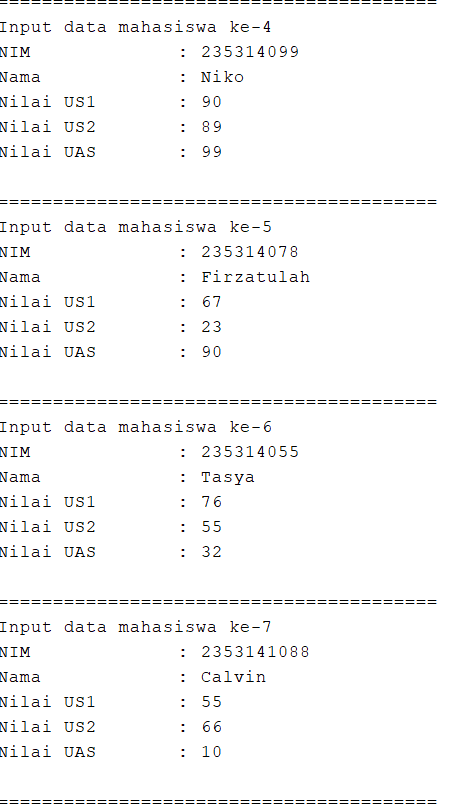 =========================================
Input data mahasiswa ke-4
NIM : 235314099
Nama : Niko
Nilai US1 : 90
Nilai US2 : 89
Nilai UAS : 99
=========================================
Input data mahasiswa ke-5
NIM : 235314078
Nama : Firzatulah
Nilai US1 : 67
Nilai US2 : 23
Nilai UAS : 90
=========================================
Input data mahasiswa ke-6
NIM : 235314055
Nama : Tasya
Nilai US1 : 76
Nilai US2 : 55
Nilai UAS : 32
=========================================
Input data mahasiswa ke-7
NIM : 2353141088
Nama : Calvin
Nilai US1 : 55
Nilai US2 : 66
Nilai UAS : 10
=========================================